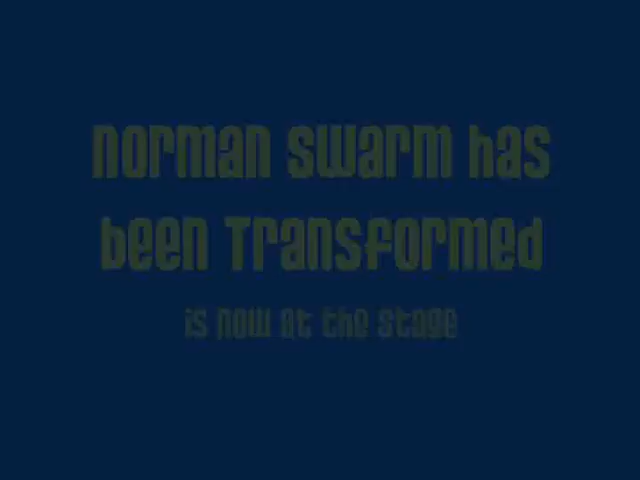 Norman Swarm has
been Transformed
is now at the stage